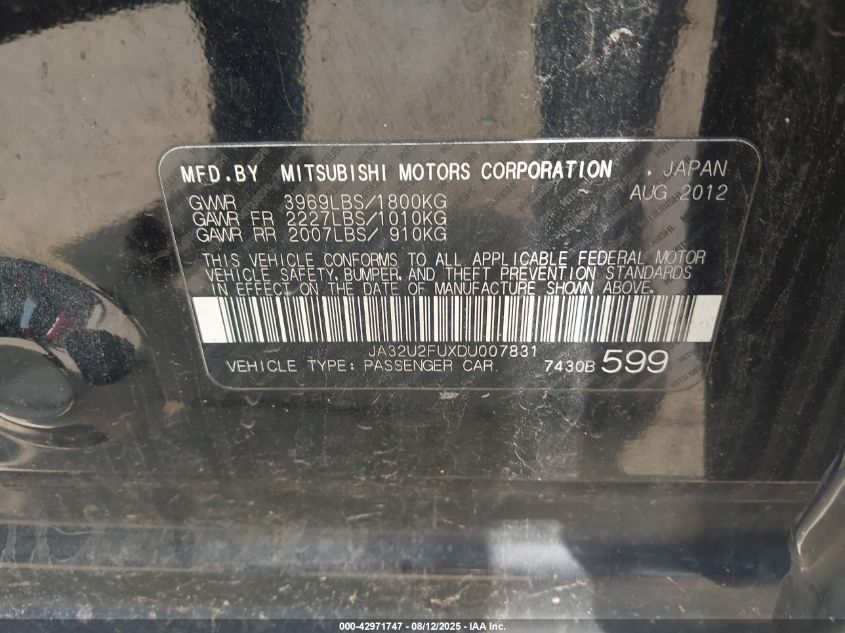 MFD.BY MITSUBISHI MOTORS CORPORATION , JAPAN
AUG 2012
GVWR 3969LBS/1800KG
GAWR FR 2227LBS/1010KG
GAWR RR 2007LBS/ 910KG
THIS VEHICLE CONFORMS TO ALL APPLICABLE FEDERAL MOTOR
VEHICLE SAFETY, BUMPER, AND THEFT PREVENTION STANDARDS
IN EFFECT ON THE DATE OF MANUFACTURE SHOWN ABOVE.
JA32U2FUXDU007831
VEHICLE TYPE: PASSENGER CAR 7430B 599
000-42971747 - 08/12/2025 - IAA Inc.